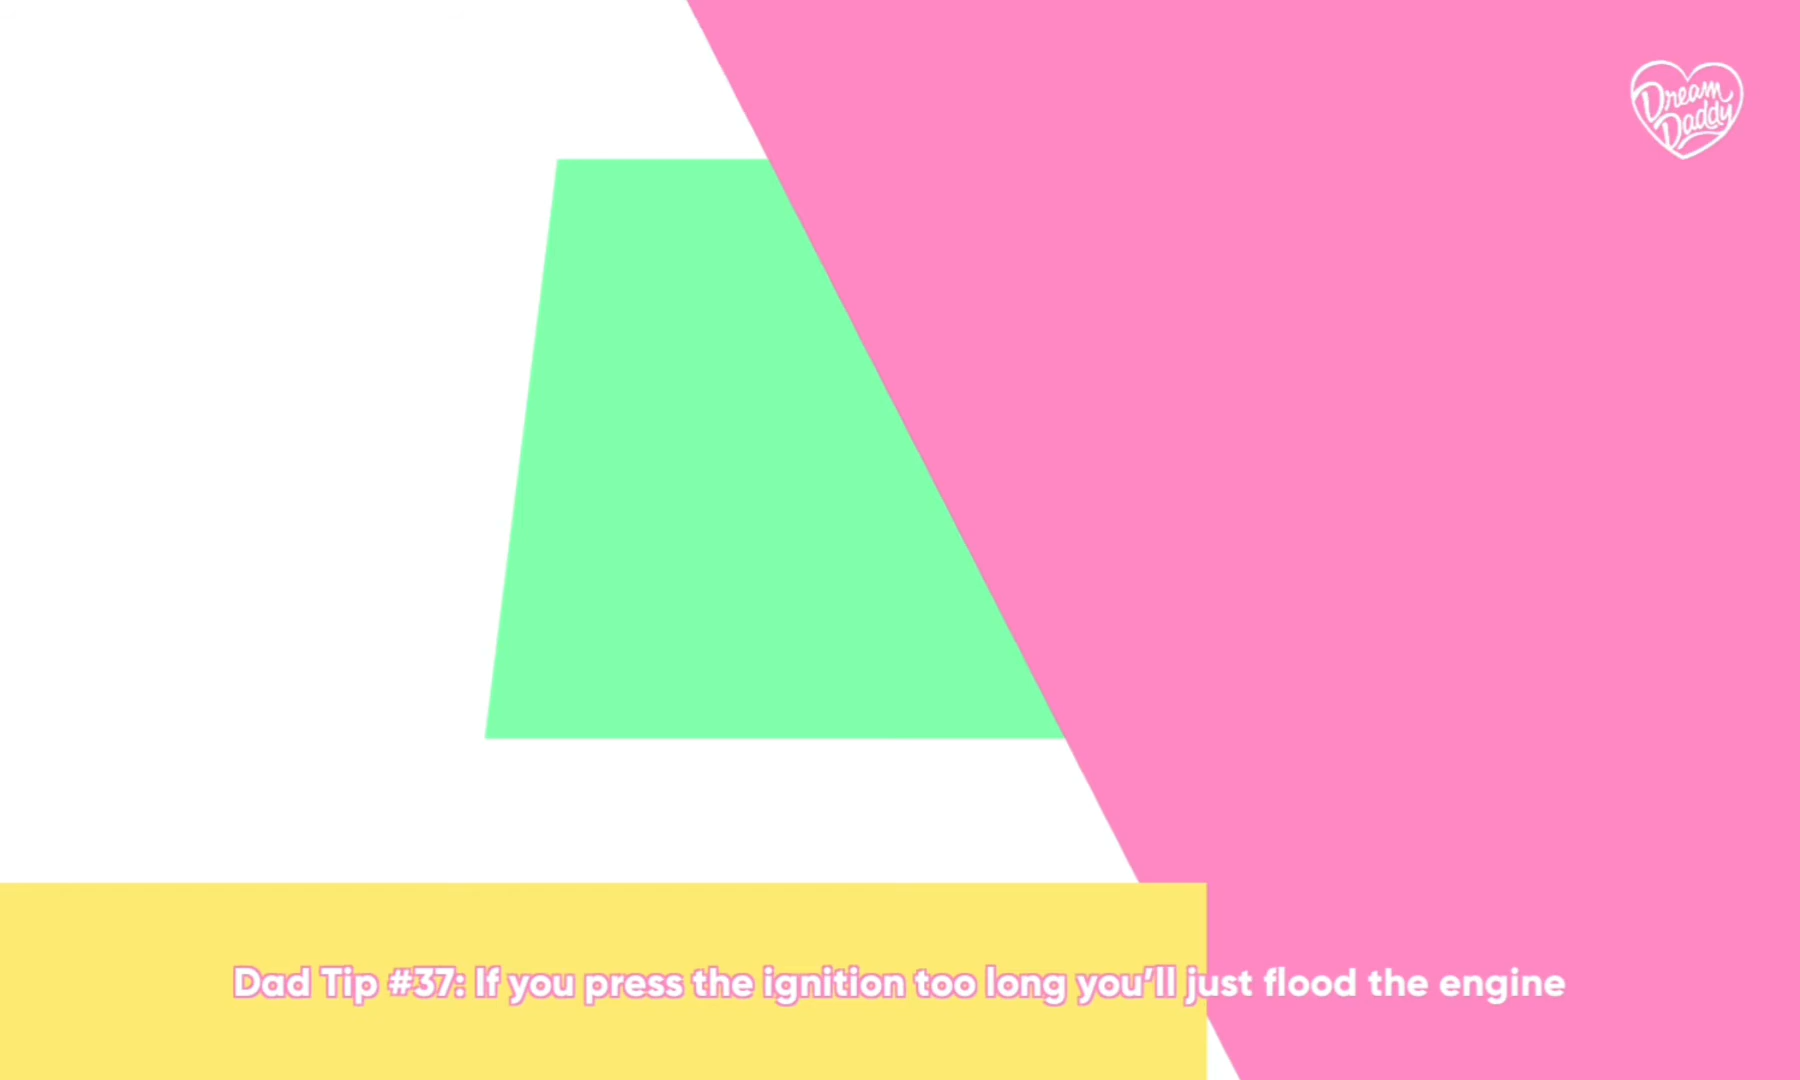 Dream
Daddy
Dad Tip #37: If you press the ignition too long you’ll just flood the engine